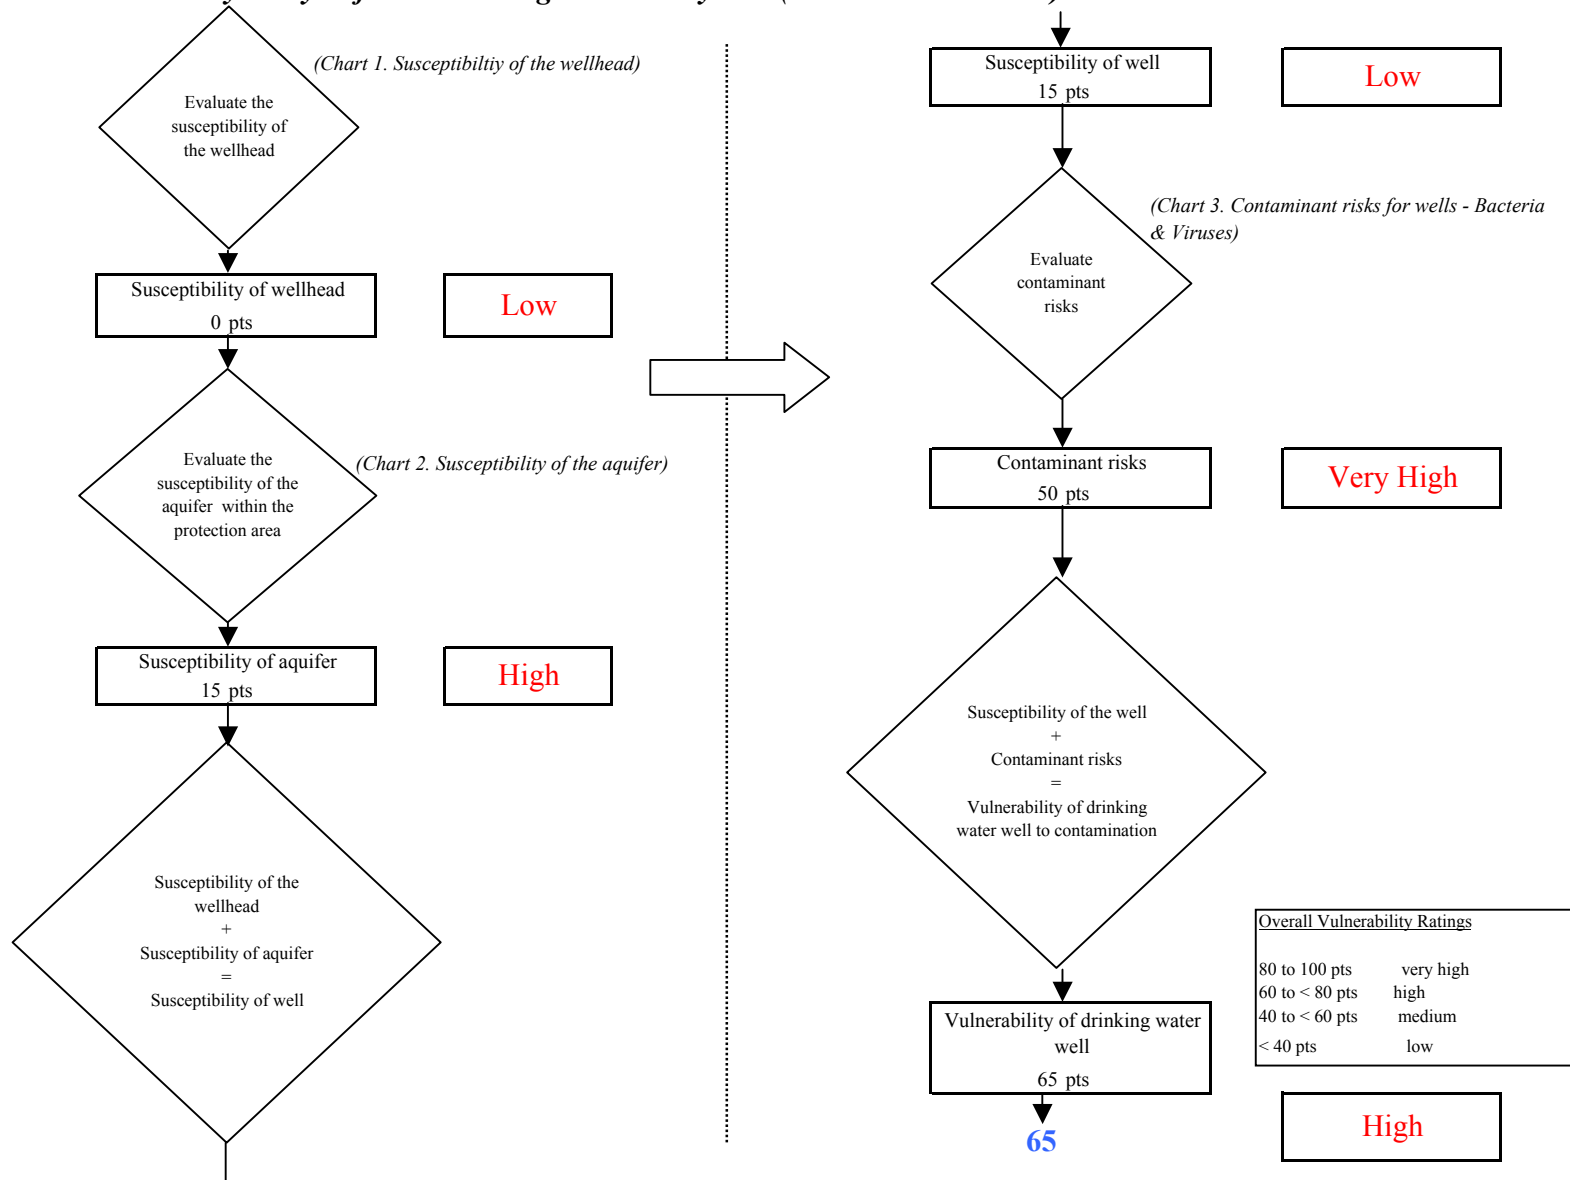 (Chart 1. Susceptibiltiy of the wellhead)
Evaluate the
susceptibility of
the wellhead
Susceptibility of wellhead
0 pts
Low
Evaluate the
susceptibility of the
aquifer within the
protection area
(Chart 2. Susceptibility of the aquifer)
Susceptibility of aquifer
15 pts
High
Susceptibility of the
wellhead
+
Susceptibility of aquifer
=
Susceptibility of well
Susceptibility of well
15 pts
Low
(Chart 3. Contaminant risks for wells - Bacteria
& Viruses)
Evaluate
contaminant
risks
Contaminant risks
50 pts
Very High
Susceptibility of the well
+
Contaminant risks
=
Vulnerability of drinking
water well to contamination
Overall Vulnerability Ratings
80 to 100 pts very high
60 to < 80 pts high
40 to < 60 pts medium
< 40 pts low
Vulnerability of drinking water
well
65 pts
65
High